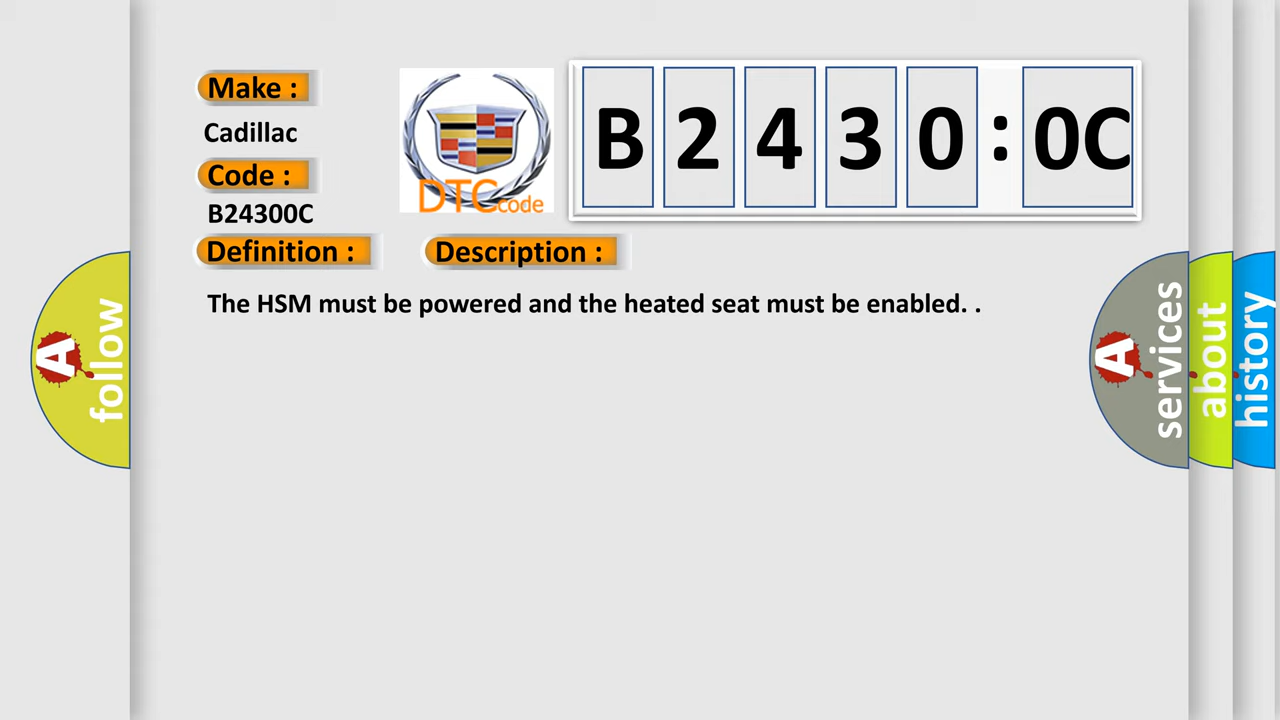 Make :
Cadillac
Code :
B24300C
Definition :
Description :
The HSM must be powered and the heated seat must be enabled. .
DTC code
B 2 4 3 0 : 0C
A follow
A services
about
history